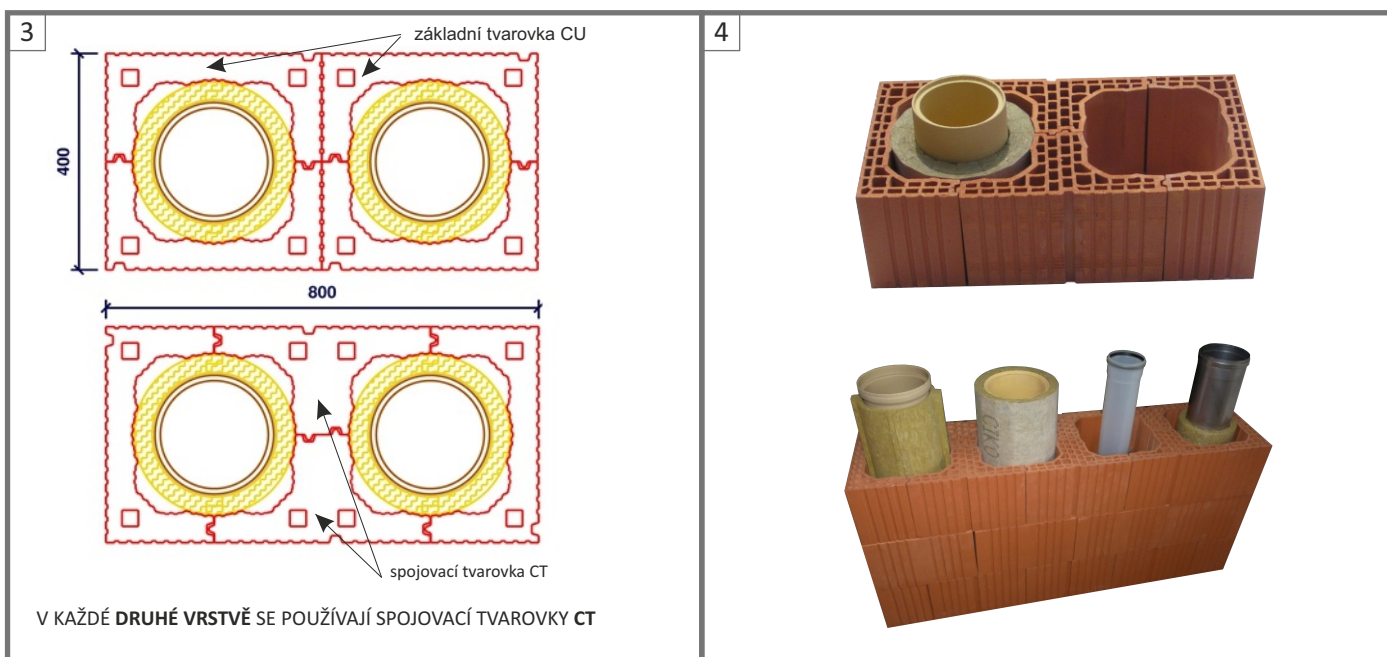 3
základní tvarovka CU
400
800
spojovací tvarovka CT
V KAŽDÉ DRUHÉ VRSTVĚ SE POUŽÍVAJÍ SPOJOVACÍ TVAROVKY CT
4